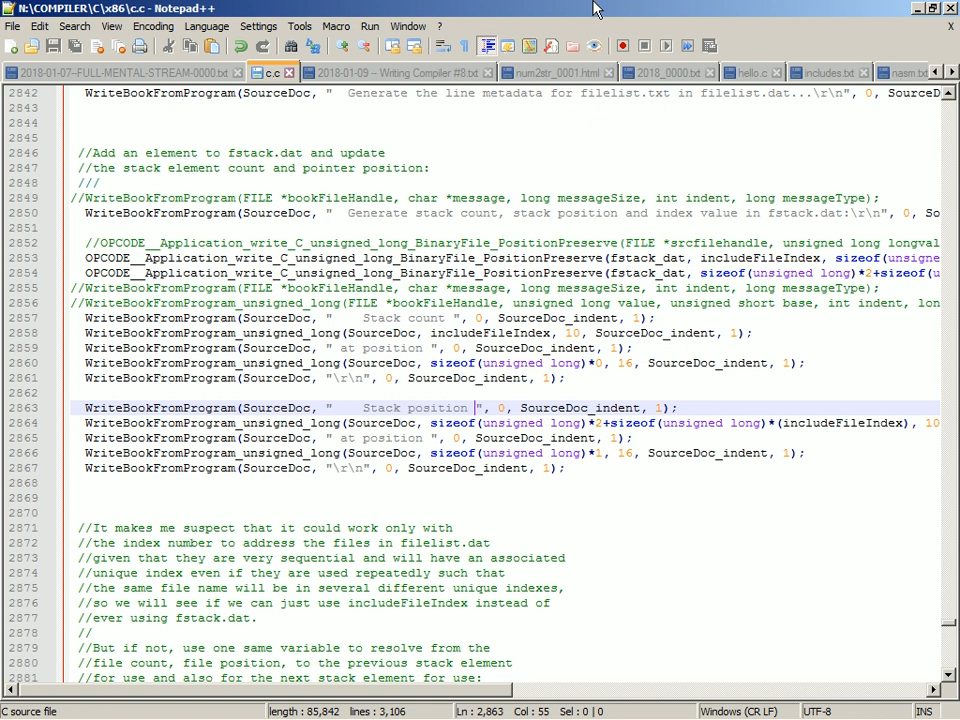 N:\COMPILER\C\x86\c.c - Notepad++
File Edit Search View Encoding Language Settings Tools Macro Run Window ? X
2018-01-07--FULL-MENTAL-STREAM-0000.txt c.c 2018-01-09 -- Writing Compiler #8.txt num2str_0001.html 2018_0000.txt hello.c includes.txt nasm.tx
2842 WriteBookFromProgram(SourceDoc, " Generate the line metadata for filelist.txt in filelist.dat...\r\n", 0, SourceD
2843
2844
2845
2846 //Add an element to fstack.dat and update
2847 //the stack element count and pointer position:
2848 ///
2849 //WriteBookFromProgram(FILE *bookFileHandle, char *message, long messageSize, int indent, long messageType);
2850 WriteBookFromProgram(SourceDoc, " Generate stack count, stack position and index value in fstack.dat:\r\n", 0, So
2851
2852 //OPCODE__Application_write_C_unsigned_long_BinaryFile_PositionPreserve(FILE *srcfilehandle, unsigned long longval
2853 OPCODE__Application_write_C_unsigned_long_BinaryFile_PositionPreserve(fstack_dat, includeFileIndex, sizeof(unsigne
2854 OPCODE__Application_write_C_unsigned_long_BinaryFile_PositionPreserve(fstack_dat, sizeof(unsigned long)*2+sizeof(u
2855 //WriteBookFromProgram(FILE *bookFileHandle, char *message, long messageSize, int indent, long messageType);
2856 //WriteBookFromProgram_unsigned_long(FILE *bookFileHandle, unsigned long value, unsigned short base, int indent, lon
2857 WriteBookFromProgram(SourceDoc, " Stack count ", 0, SourceDoc_indent, 1);
2858 WriteBookFromProgram_unsigned_long(SourceDoc, includeFileIndex, 10, SourceDoc_indent, 1);
2859 WriteBookFromProgram(SourceDoc, " at position ", 0, SourceDoc_indent, 1);
2860 WriteBookFromProgram_unsigned_long(SourceDoc, sizeof(unsigned long)*0, 16, SourceDoc_indent, 1);
2861 WriteBookFromProgram(SourceDoc, "\r\n", 0, SourceDoc_indent, 1);
2862
2863 WriteBookFromProgram(SourceDoc, " Stack position ", 0, SourceDoc_indent, 1);
2864 WriteBookFromProgram_unsigned_long(SourceDoc, sizeof(unsigned long)*2+sizeof(unsigned long)*(includeFileIndex), 10
2865 WriteBookFromProgram(SourceDoc, " at position ", 0, SourceDoc_indent, 1);
2866 WriteBookFromProgram_unsigned_long(SourceDoc, sizeof(unsigned long)*1, 16, SourceDoc_indent, 1);
2867 WriteBookFromProgram(SourceDoc, "\r\n", 0, SourceDoc_indent, 1);
2868
2869
2870
2871 //It makes me suspect that it could work only with
2872 //the index number to address the files in filelist.dat
2873 //given that they are very sequential and will have an associated
2874 //unique index even if they are used repeatedly such that
2875 //the same file name will be in several different unique indexes,
2876 //so we will see if we can just use includeFileIndex instead of
2877 //ever using fstack.dat.
2878 //
2879 //But if not, use one same variable to resolve from the
2880 //file count, file position, to the previous stack element
2881 //for use and also for the next stack element for use:
C source file length : 85,842 lines : 3,106 Ln : 2,863 Col : 55 Sel : 0 | 0 Windows (CR LF) UTF-8 INS